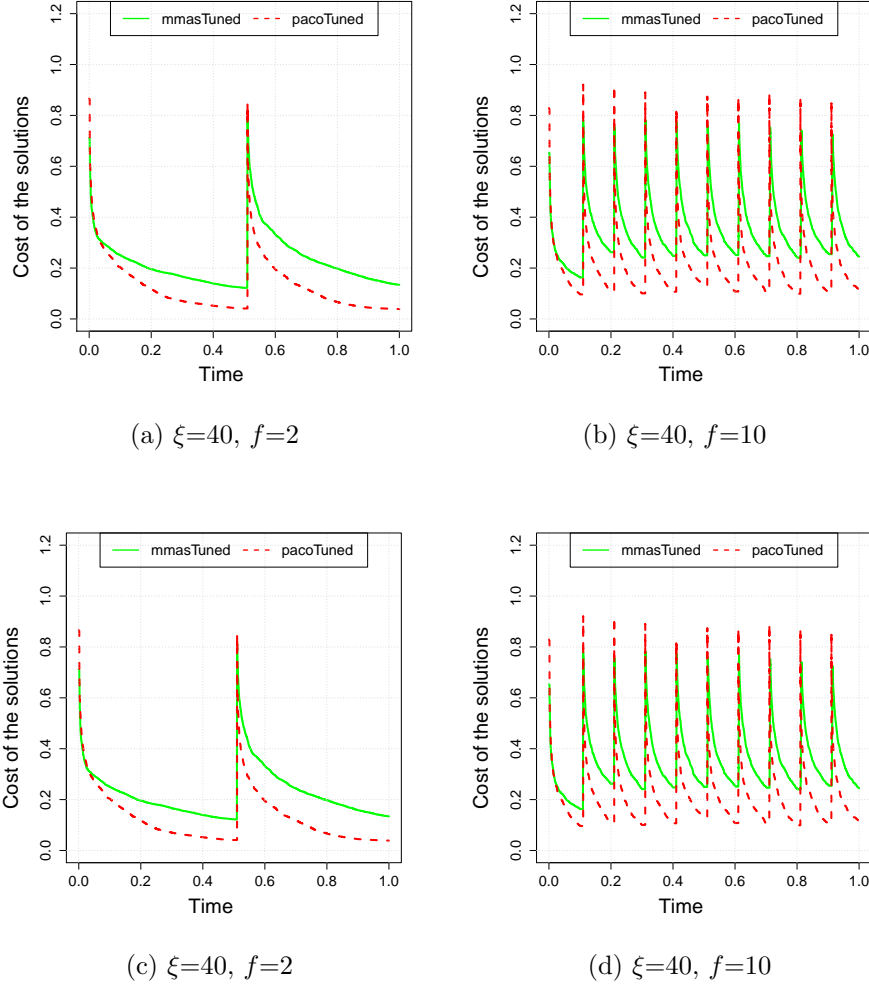 mmasTuned pacoTuned
Cost of the solutions
0.0 0.2 0.4 0.6 0.8 1.0 1.2
0.0 0.2 0.4 0.6 0.8 1.0
Time
(a) ξ=40, f=2
mmasTuned pacoTuned
Cost of the solutions
0.0 0.2 0.4 0.6 0.8 1.0 1.2
0.0 0.2 0.4 0.6 0.8 1.0
Time
(b) ξ=40, f=10
mmasTuned pacoTuned
Cost of the solutions
0.0 0.2 0.4 0.6 0.8 1.0 1.2
0.0 0.2 0.4 0.6 0.8 1.0
Time
(c) ξ=40, f=2
mmasTuned pacoTuned
Cost of the solutions
0.0 0.2 0.4 0.6 0.8 1.0 1.2
0.0 0.2 0.4 0.6 0.8 1.0
Time
(d) ξ=40, f=10